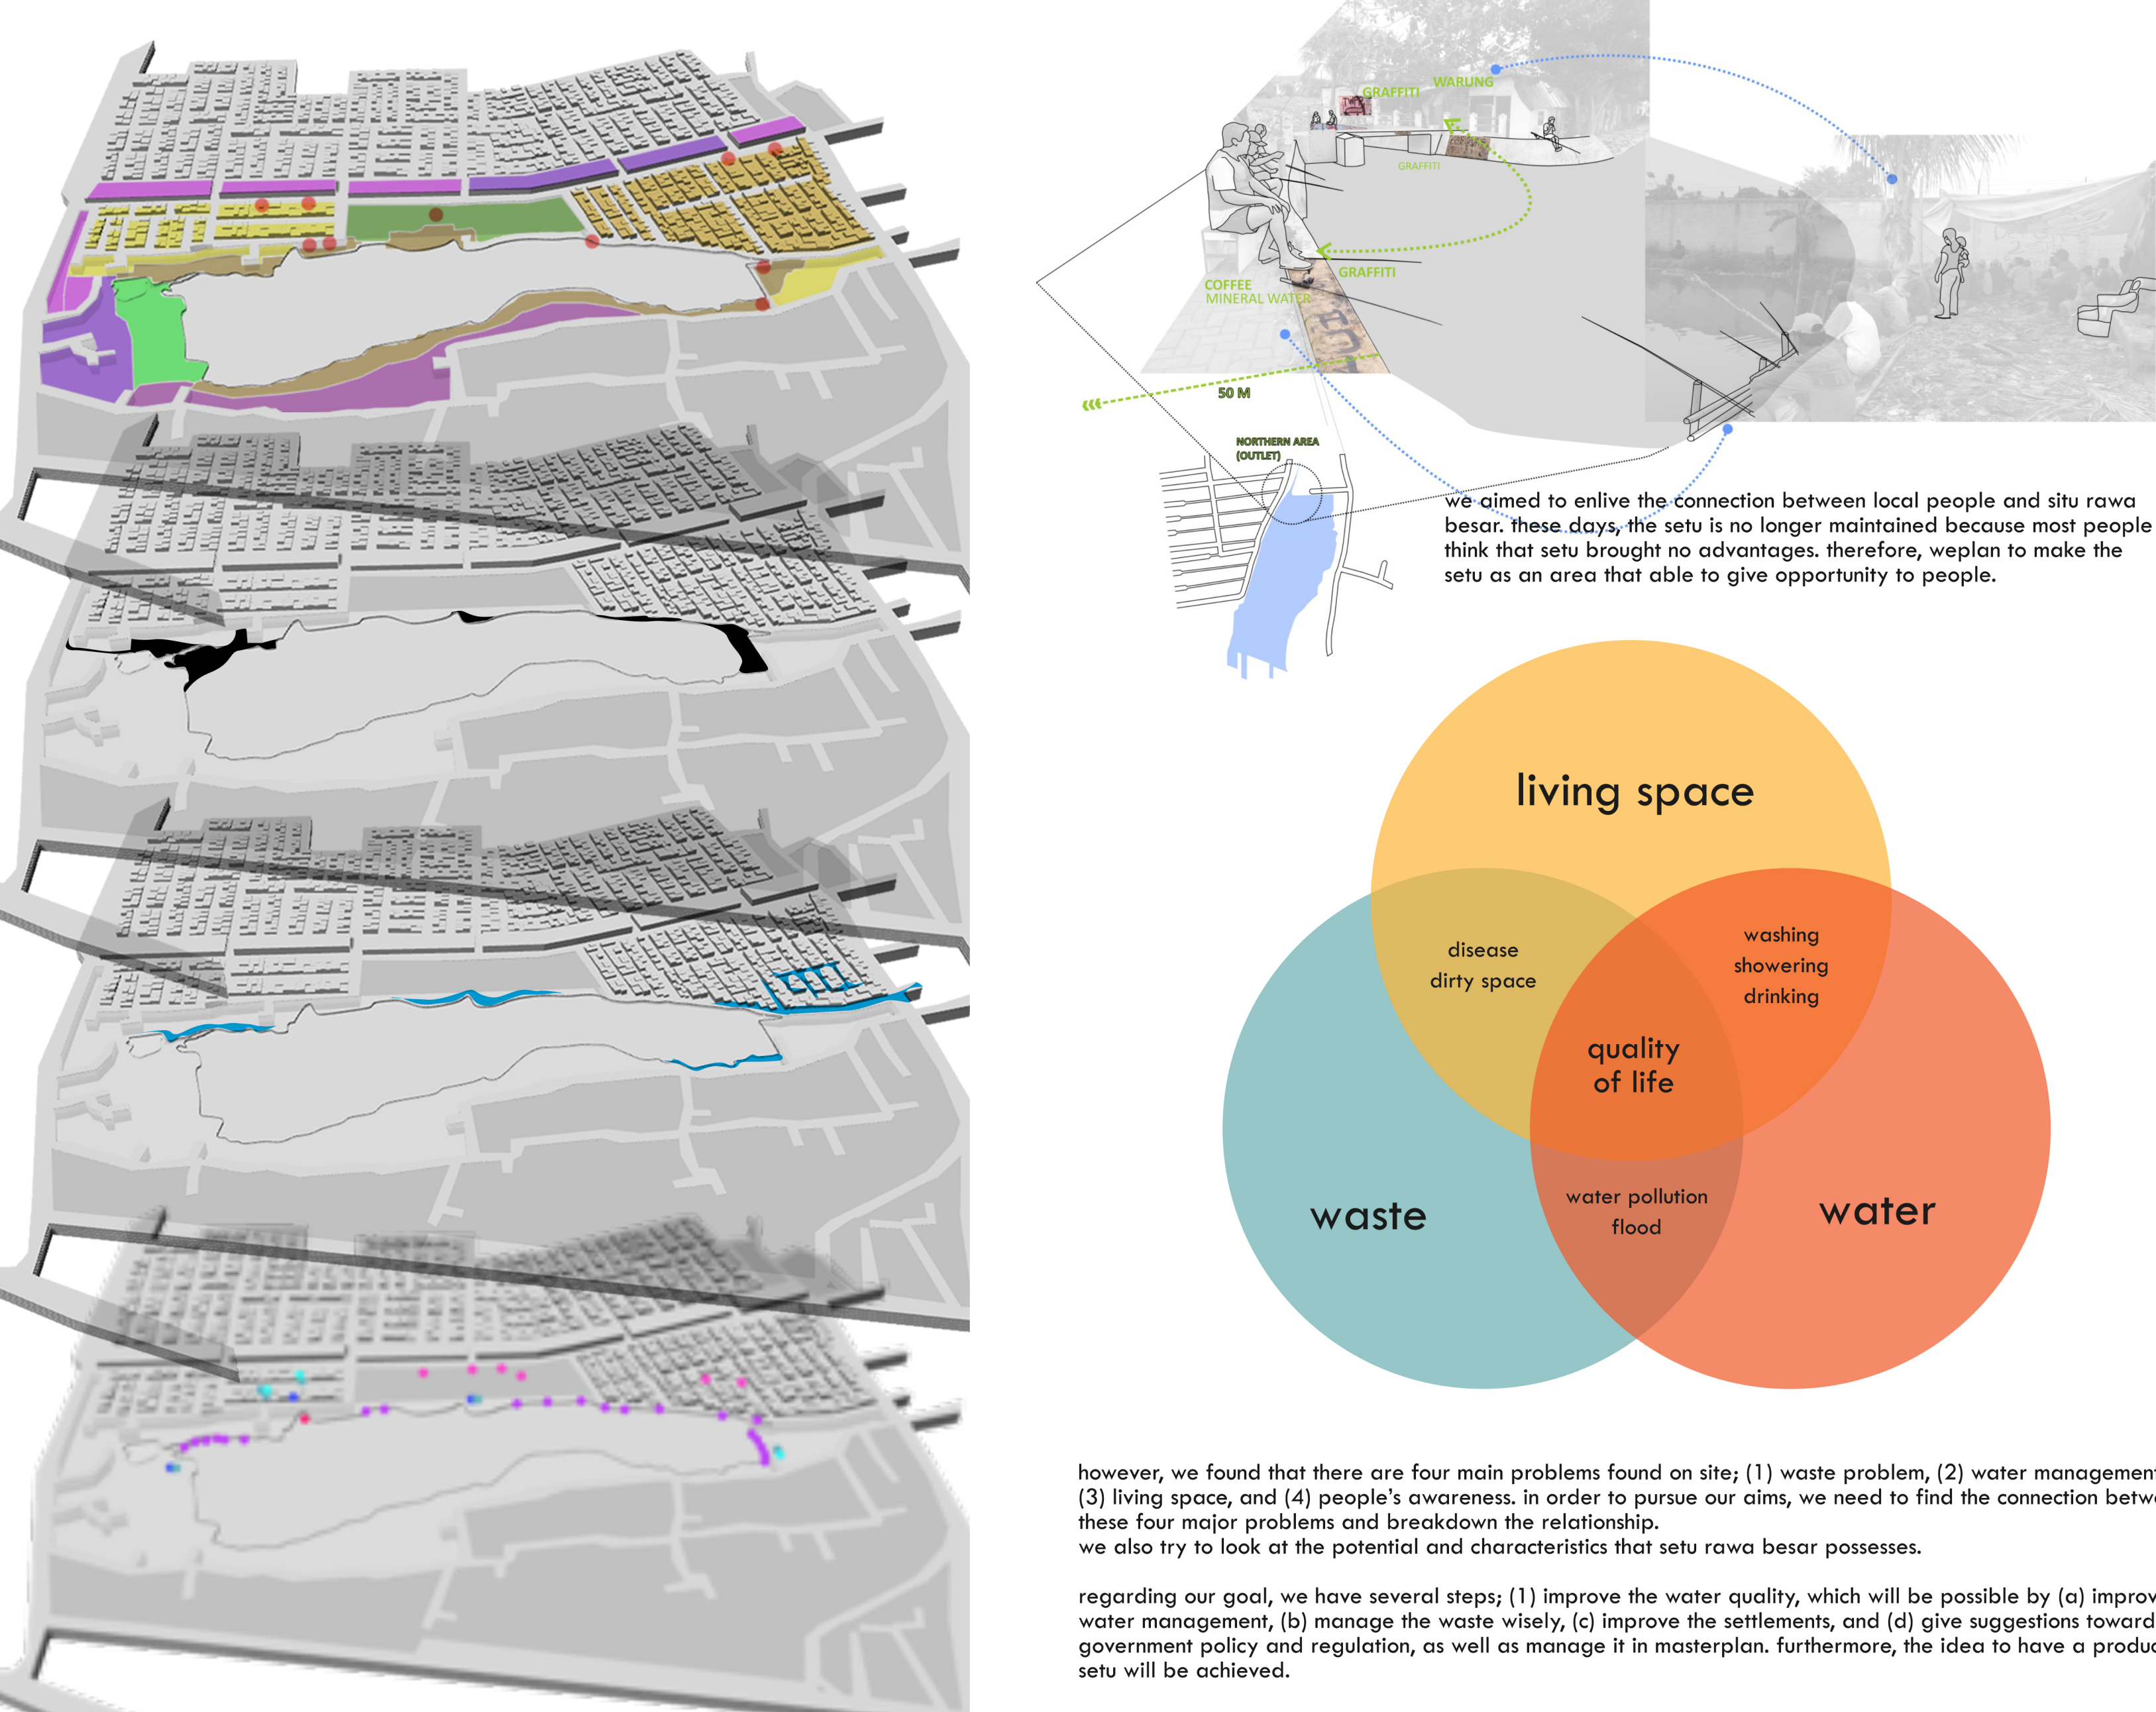 WARUNG
GRAFFITI
GRAFFITI
GRAFFITI
COFFEE
MINERAL WATER
50 M
NORTHERN AREA
(OUTLET)
we aimed to enlive the connection between local people and situ rawa
besar. these days, the setu is no longer maintained because most people
think that setu brought no advantages. therefore, weplan to make the
setu as an area that able to give opportunity to people.
living space
disease
dirty space
washing
showering
drinking
quality
of life
waste
water pollution
flood
water
however, we found that there are four main problems found on site; (1) waste problem, (2) water management
(3) living space, and (4) people's awareness. in order to pursue our aims, we need to find the connection
these four major problems and breakdown the relationship.
we also try to look at the potential and characteristics that setu rawa besar possesses.
regarding our goal, we have several steps; (1) improve the water quality, which will be possible by (a)
water management, (b) manage the waste wisely, (c) improve the settlements, and (d) give suggestions toward
government policy and regulation, as well as manage it in masterplan. furthermore, the idea to have a
setu will be achieved.